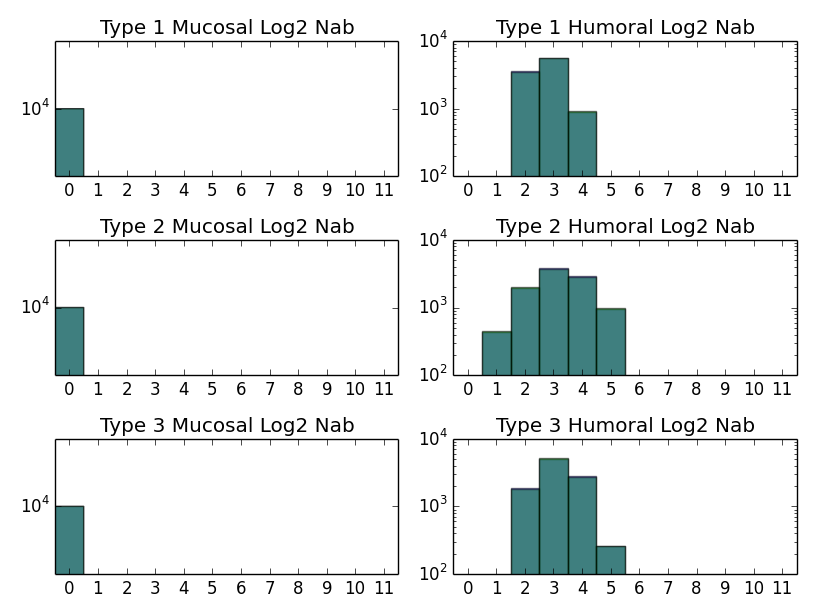 Type 1 Mucosal Log2 Nab
10^4
0 1 2 3 4 5 6 7 8 9 10 11
Type 1 Humoral Log2 Nab
10^4
10^3
10^2
0 1 2 3 4 5 6 7 8 9 10 11
Type 2 Mucosal Log2 Nab
10^4
0 1 2 3 4 5 6 7 8 9 10 11
Type 2 Humoral Log2 Nab
10^4
10^3
10^2
0 1 2 3 4 5 6 7 8 9 10 11
Type 3 Mucosal Log2 Nab
10^4
0 1 2 3 4 5 6 7 8 9 10 11
Type 3 Humoral Log2 Nab
10^4
10^3
10^2
0 1 2 3 4 5 6 7 8 9 10 11